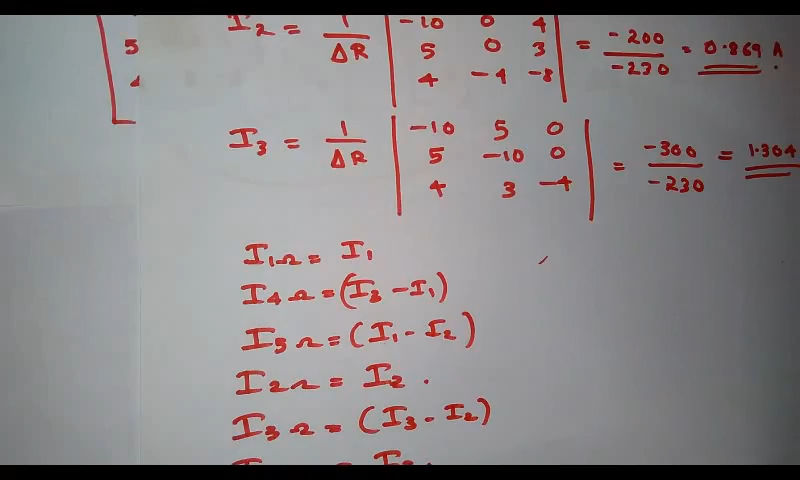 5
I₂ = 1/ΔR | -10 0 4 | = -200/-230 = 0.869 A.
5 0 3
4 -4 -8
I₃ = 1/ΔR | -10 5 0 | = -300/-230 = 1.304
5 -10 0
4 3 -4
I₁Ω = I₁
I₄Ω = (I₃ - I₁)
I₅Ω = (I₁ - I₂)
I₂Ω = I₂.
I₃Ω = (I₃ - I₂)